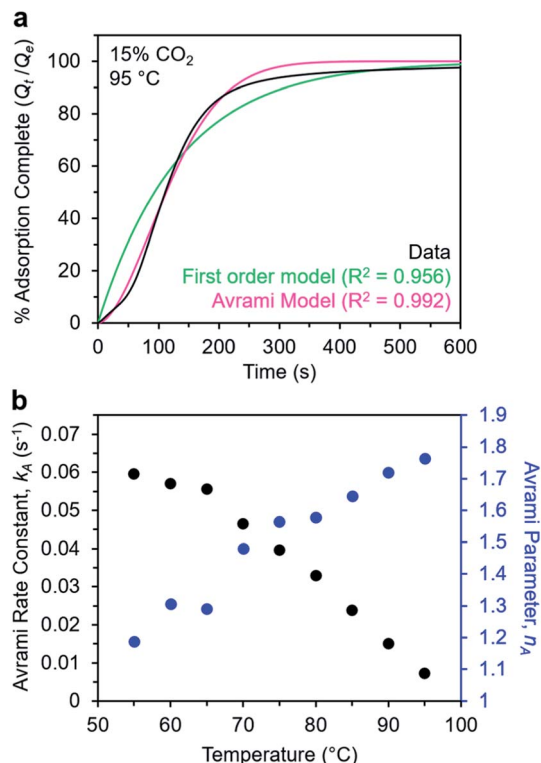 a
15% CO₂
95 °C
% Adsorption Complete (Qt/Qe)
100
80
60
40
20
0
Data
First order model (R² = 0.956)
Avrami Model (R² = 0.992)
0 100 200 300 400 500 600
Time (s)
b
Avrami Rate Constant, kA (s⁻¹)
0.07
0.06
0.05
0.04
0.03
0.02
0.01
0
1.9
1.8
1.7
1.6
1.5
1.4
1.3
1.2
1.1
1
Avrami Parameter, nA
50 60 70 80 90 100
Temperature (°C)